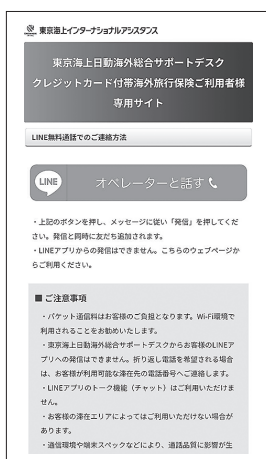 東京海上インターナショナルアシスタンス
東京海上日動海外総合サポートデスク
クレジットカード付帯海外旅行保険ご利用者様
専用サイト
LINE無料通話でのご連絡方法
LINE
オペレーターと話す
・上記のボタンを押し、メッセージに従い「発信」を押してくだ
さい。発信と同時に友だち追加されます。
・LINEアプリからの発信はできません。こちらのウェブページか
らご利用ください。
■ ご注意事項
・パケット通信料はお客様のご負担となります。Wi-Fi環境で
利用されることをお勧めいたします。
・東京海上日動海外総合サポートデスクからお客様のLINEア
プリへの発信はできません。折り返し電話を希望される場合
は、お客様が利用可能な滞在先の電話番号へご連絡します。
・LINEアプリのトーク機能（チャット）はご利用いただけま
せん。
・お客様の滞在エリアによってはご利用いただけない場合が
あります。
・通信環境や端末スペックなどにより、通話品質に影響が生